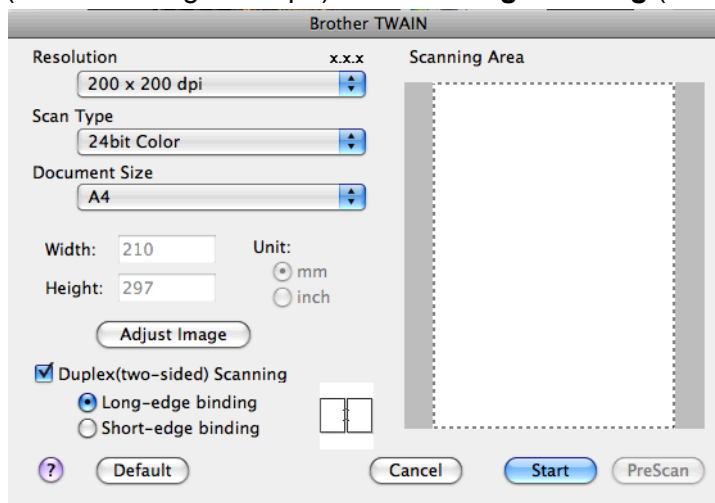 Brother TWAIN
Resolution
x.x.x
200 x 200 dpi
Scan Type
24bit Color
Document Size
A4
Width: 210
Unit:
mm
Height: 297
inch
Adjust Image
Duplex(two-sided) Scanning
Long-edge binding
Short-edge binding
? Default
Scanning Area
Cancel
Start
PreScan